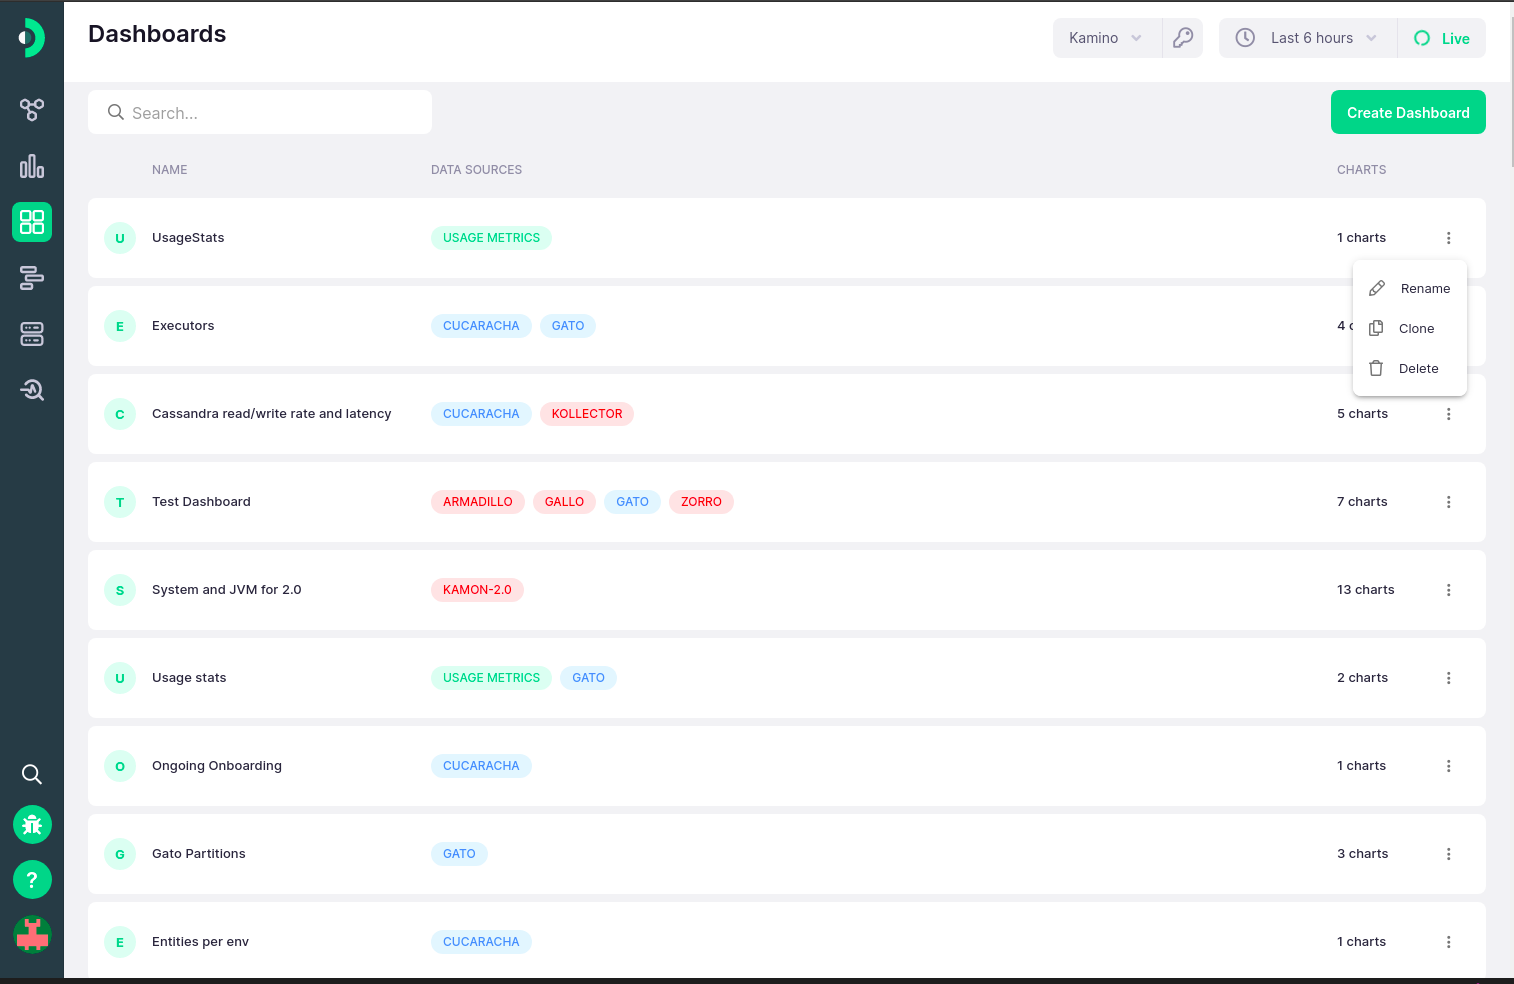 Dashboards
Kamino
Last 6 hours
Live
Search...
Create Dashboard
NAME DATA SOURCES CHARTS
U UsageStats USAGE METRICS 1 charts
Rename
E Executors CUCARACHA GATO 4 c
Clone
Delete
C Cassandra read/write rate and latency CUCARACHA KOLLECTOR 5 charts
T Test Dashboard ARMADILLO GALLO GATO ZORRO 7 charts
S System and JVM for 2.0 KAMON-2.0 13 charts
U Usage stats USAGE METRICS GATO 2 charts
O Ongoing Onboarding CUCARACHA 1 charts
G Gato Partitions GATO 3 charts
?
E Entities per env CUCARACHA 1 charts